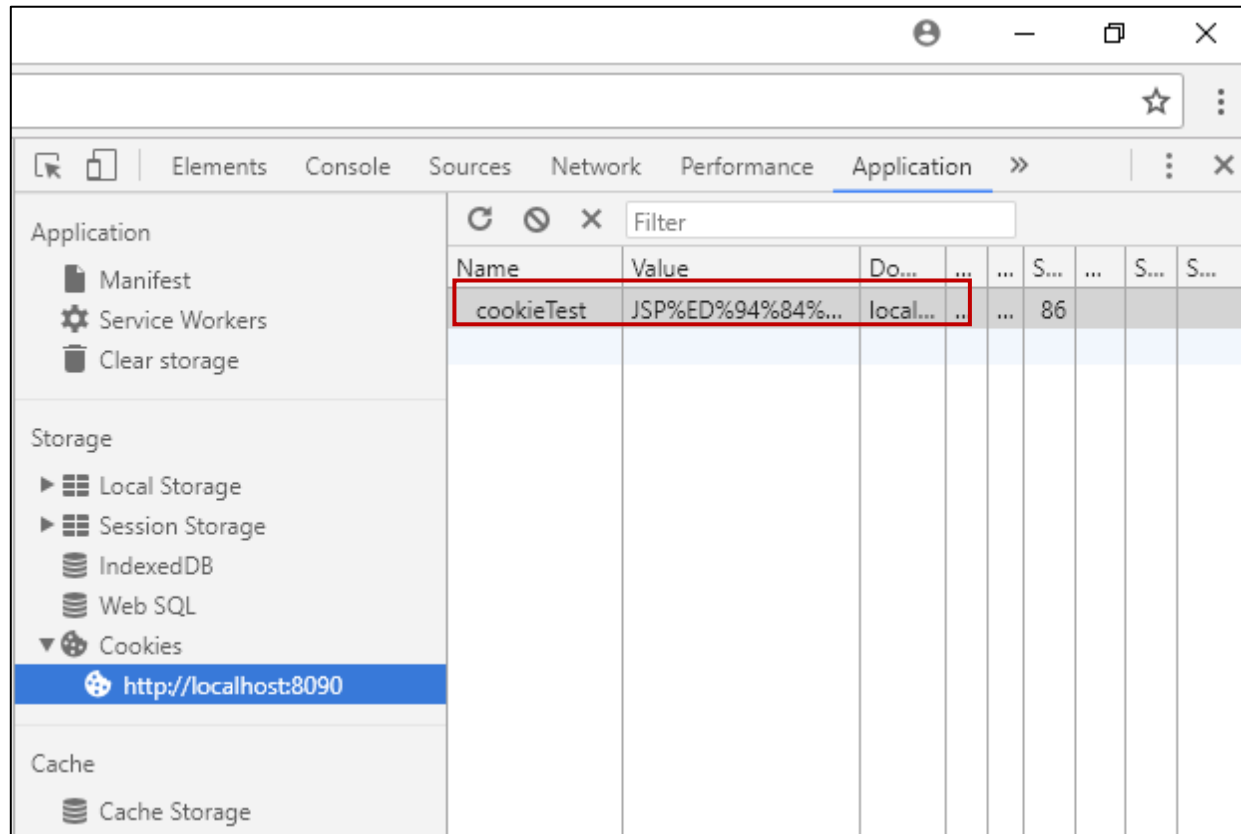 Elements Console Sources Network Performance Application »
Application
Manifest
Service Workers
Clear storage
Storage
Local Storage
Session Storage
IndexedDB
Web SQL
Cookies
http://localhost:8090
Cache
Cache Storage
Filter
Name Value Do... ... ... S... ... S... S...
cookieTest JSP%ED%94%84%... local... ... ... 86